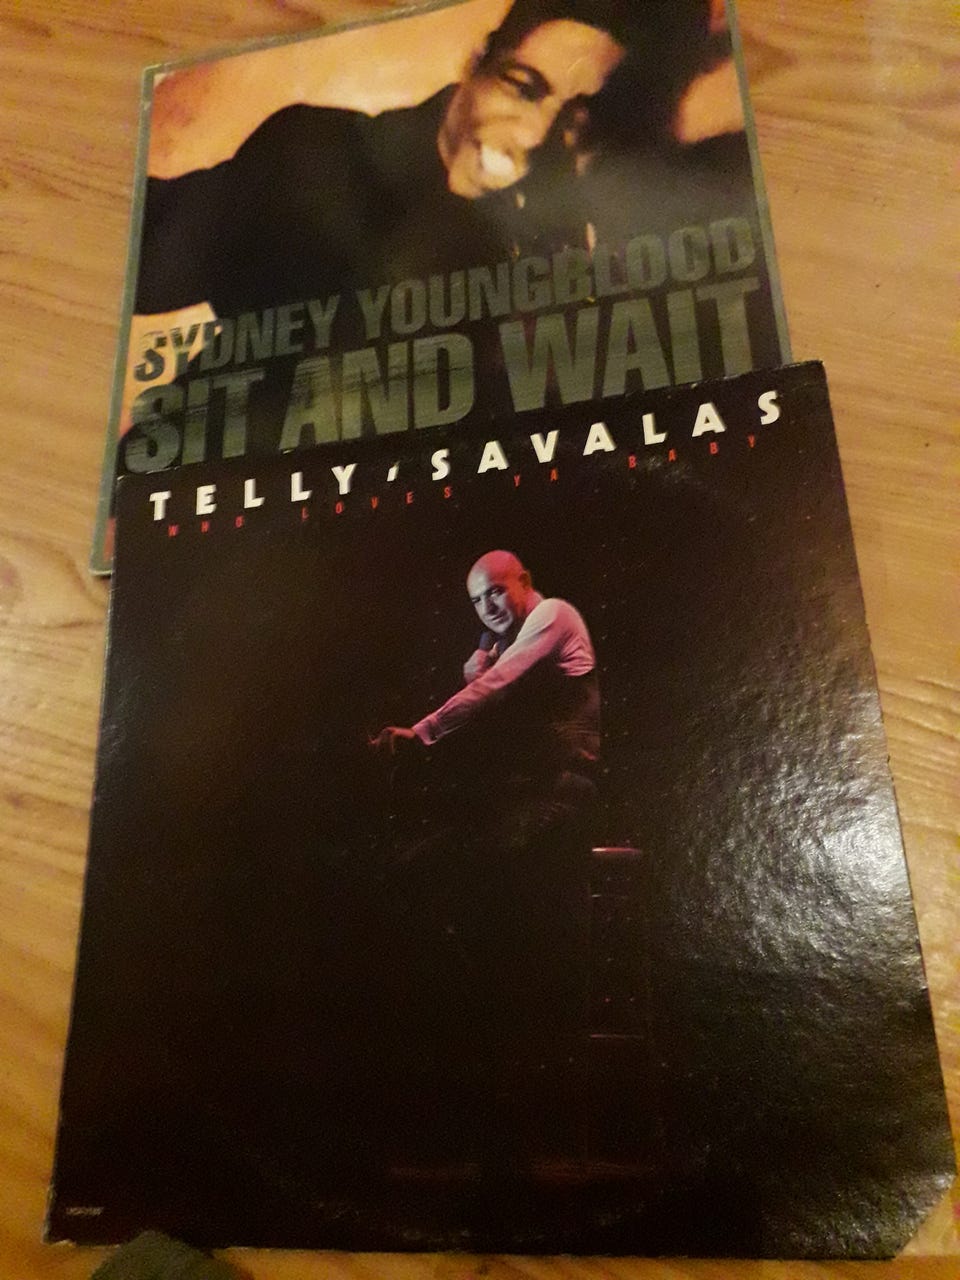 SYDNEY YOUNGBLOOD
SIT AND WAIT
TELLY SAVALAS
WHO LOVES YA BABY